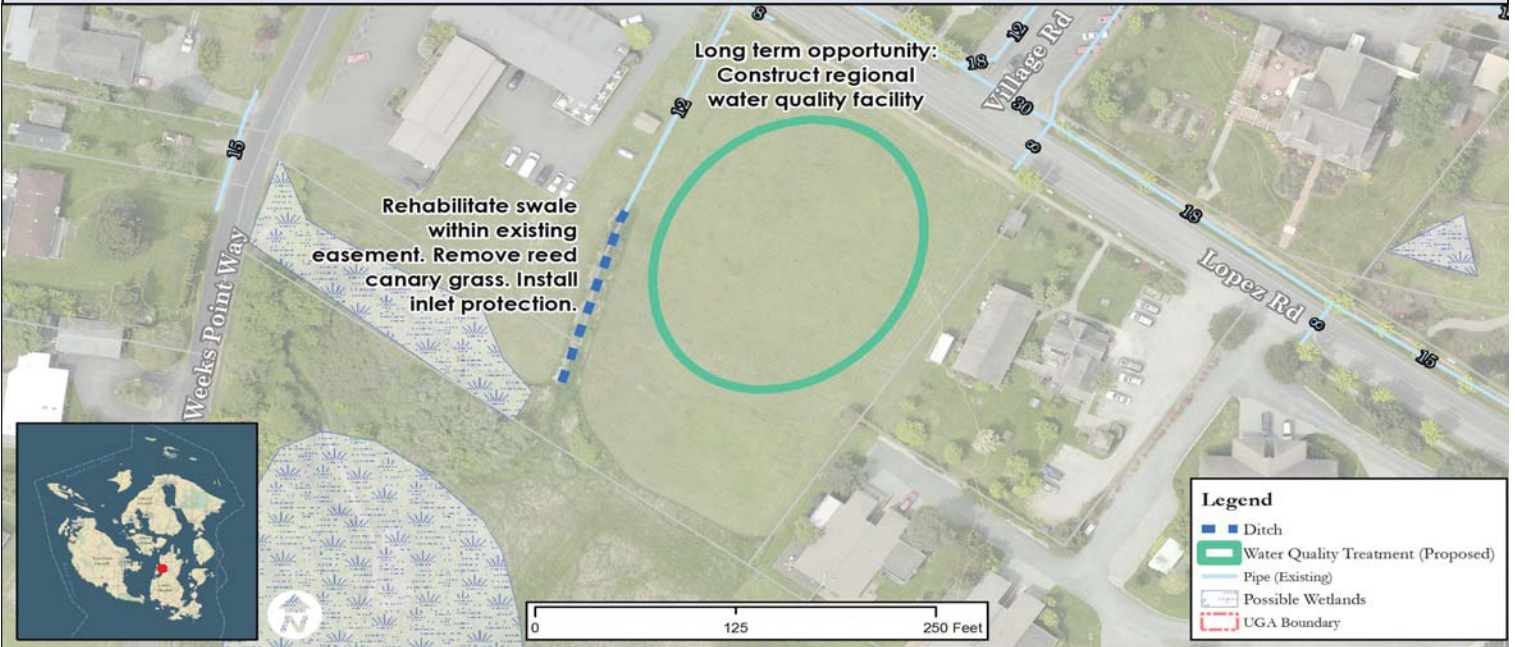 8
12
Long term opportunity:
Construct regional
water quality facility
18
12
Village Rd
30
8
15
Rehabilitate swale
within existing
easement. Remove reed
canary grass. Install
inlet protection.
Weeks Point Way
18
Lopez Rd
8
15
N
0 125 250 Feet
Legend
Ditch
Water Quality Treatment (Proposed)
Pipe (Existing)
Possible Wetlands
UGA Boundary